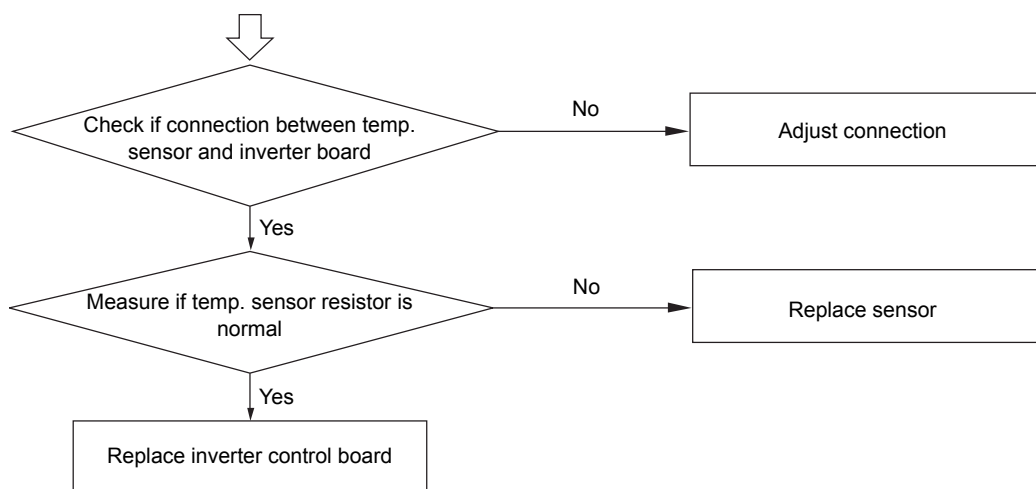 Check if connection between temp.
sensor and inverter board
No
Adjust connection
Yes
Measure if temp. sensor resistor is
normal
No
Replace sensor
Yes
Replace inverter control board